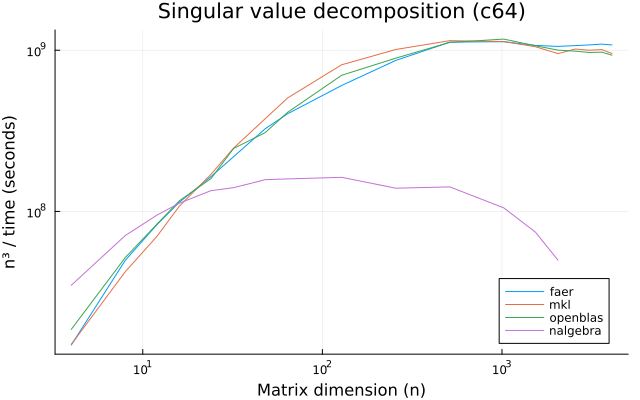 Singular value decomposition (c64)
n³ / time (seconds)
10⁹
10⁸
10¹
10²
10³
Matrix dimension (n)
faer
mkl
openblas
nalgebra